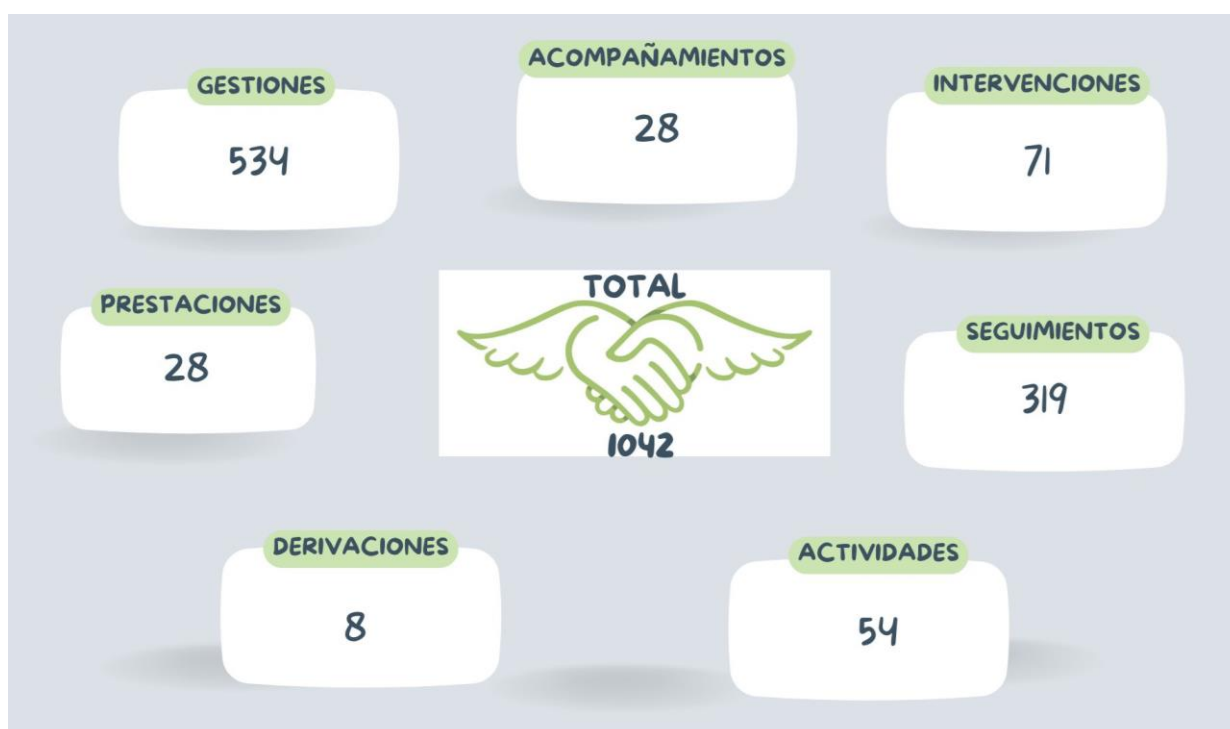 ACOMPAÑAMIENTOS
28
GESTIONES
534
INTERVENCIONES
71
PRESTACIONES
28
TOTAL
1042
SEGUIMIENTOS
319
DERIVACIONES
8
ACTIVIDADES
54